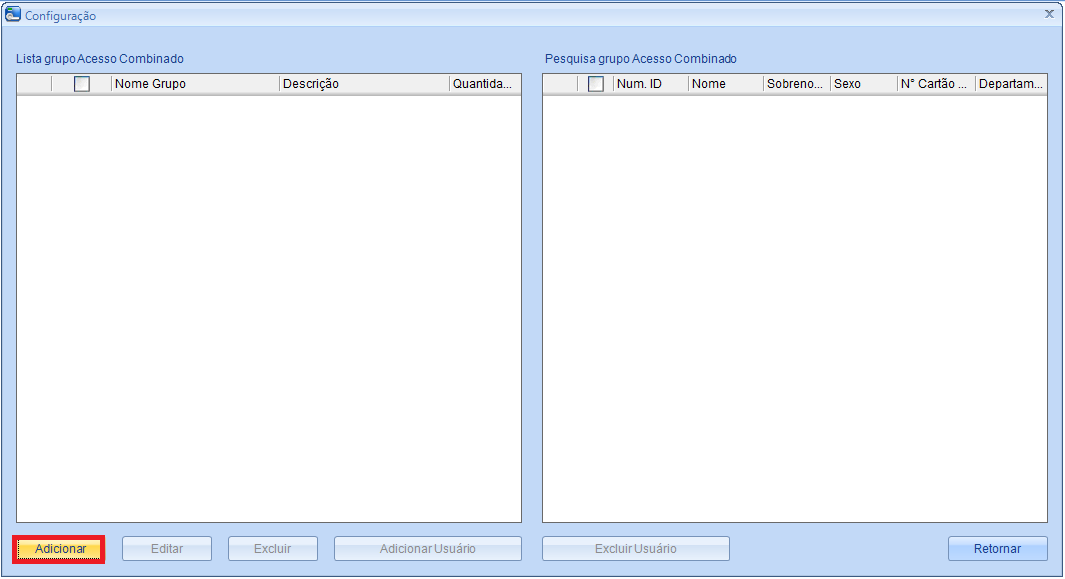 Configuração
Lista grupo Acesso Combinado
Pesquisa grupo Acesso Combinado
Nome Grupo Descrição Quantida...
Num. ID Nome Sobreno... Sexo N° Cartão ... Departam...
Adicionar Editar Excluir Adicionar Usuário Excluir Usuário Retornar